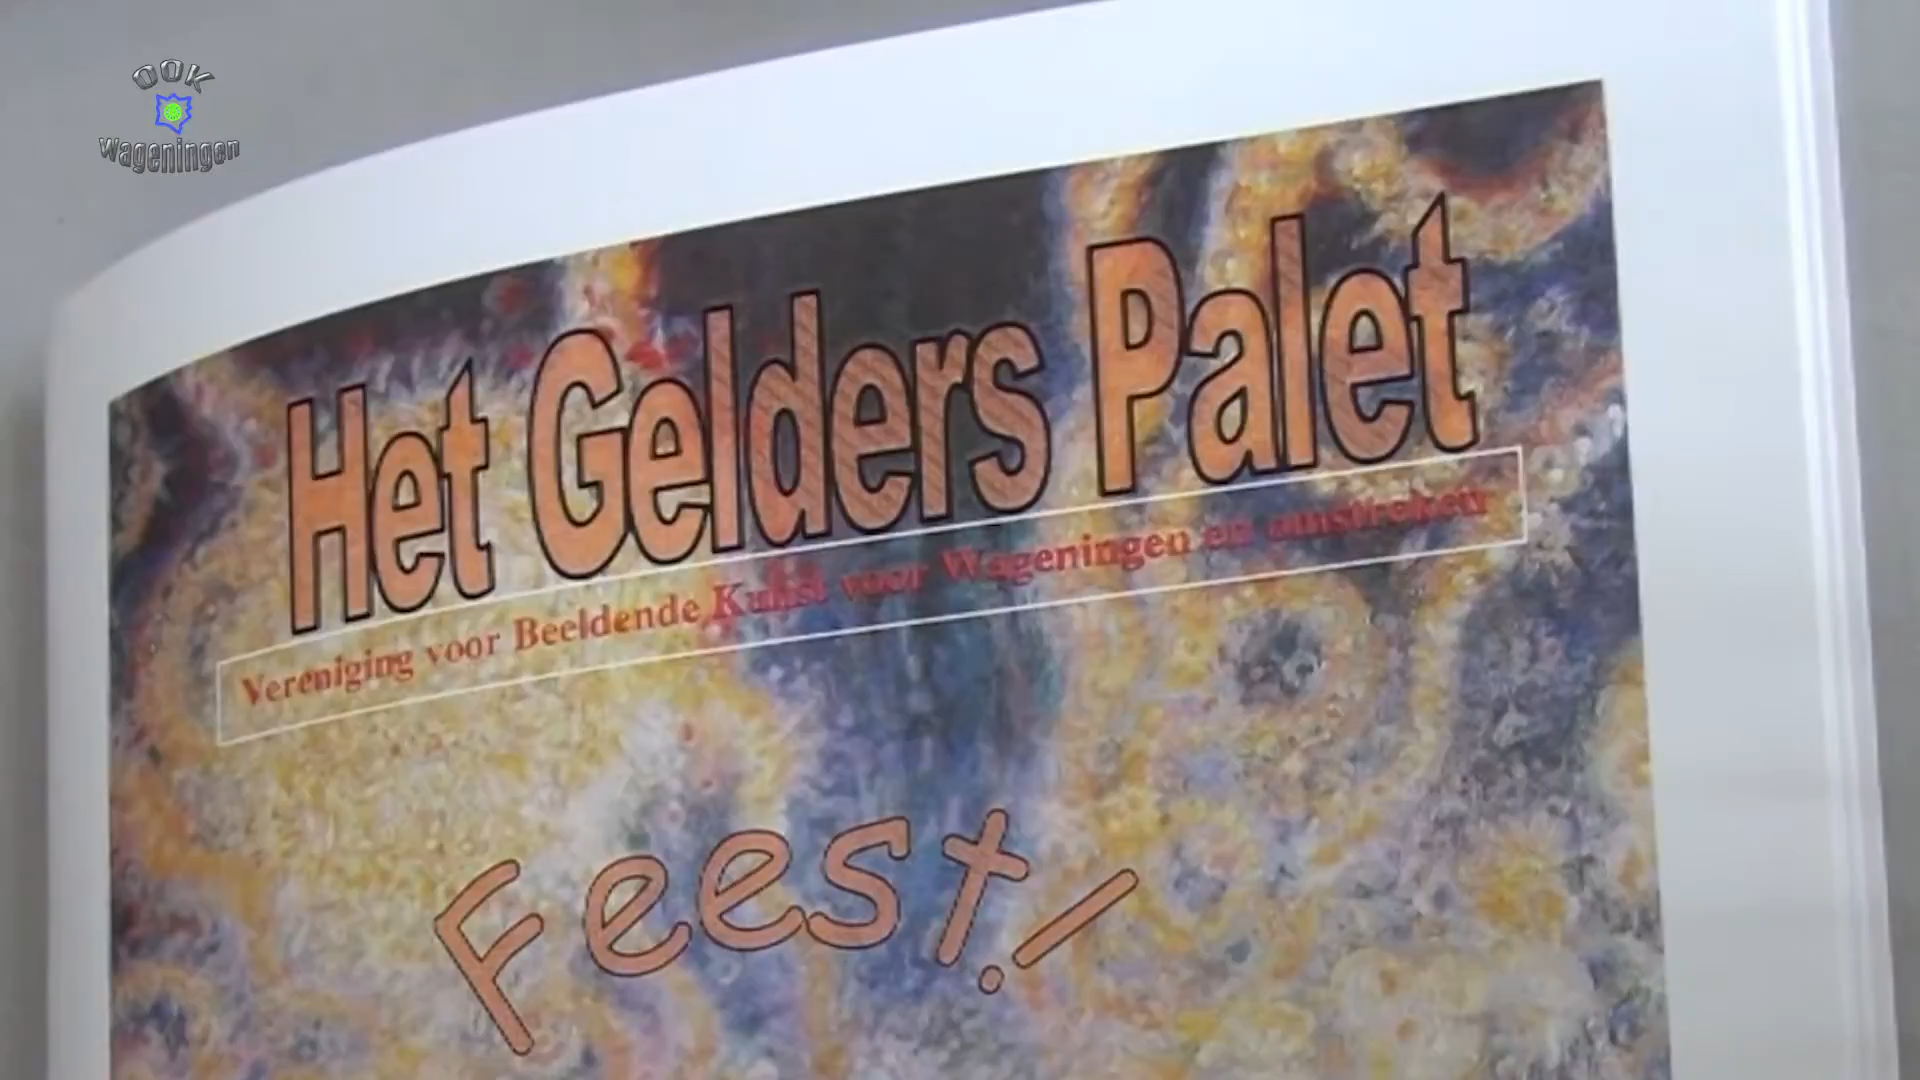 OOK
Wageningen
Het Gelders Palet
Vereniging voor Beeldende Kunst voor Wageningen en omstreken
Feest!